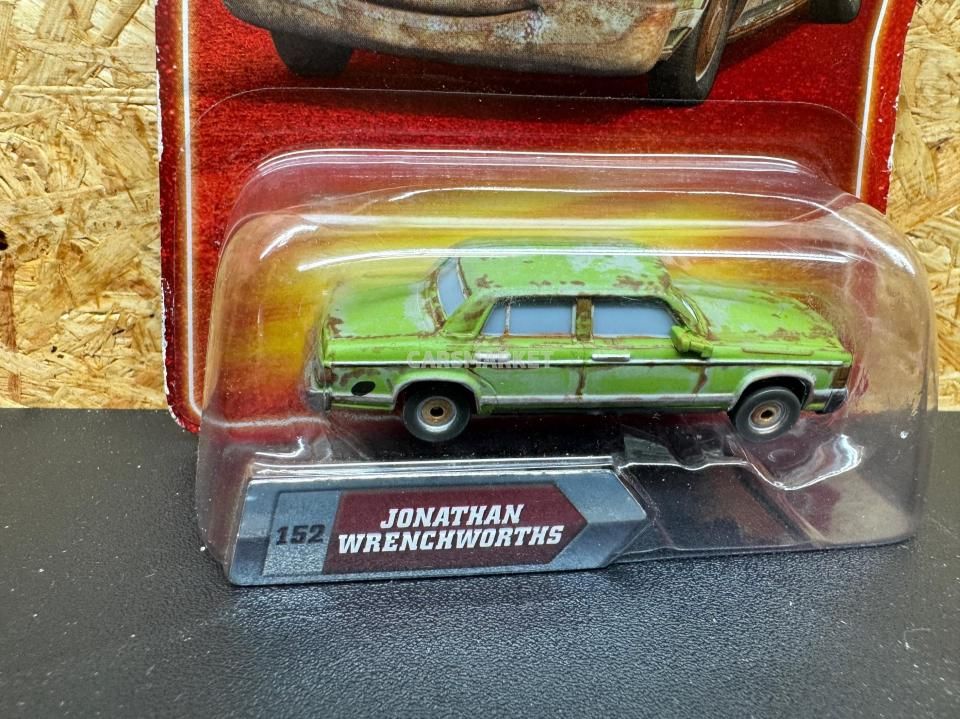 CARSMARKET
152
JONATHAN
WRENCHWORTHS